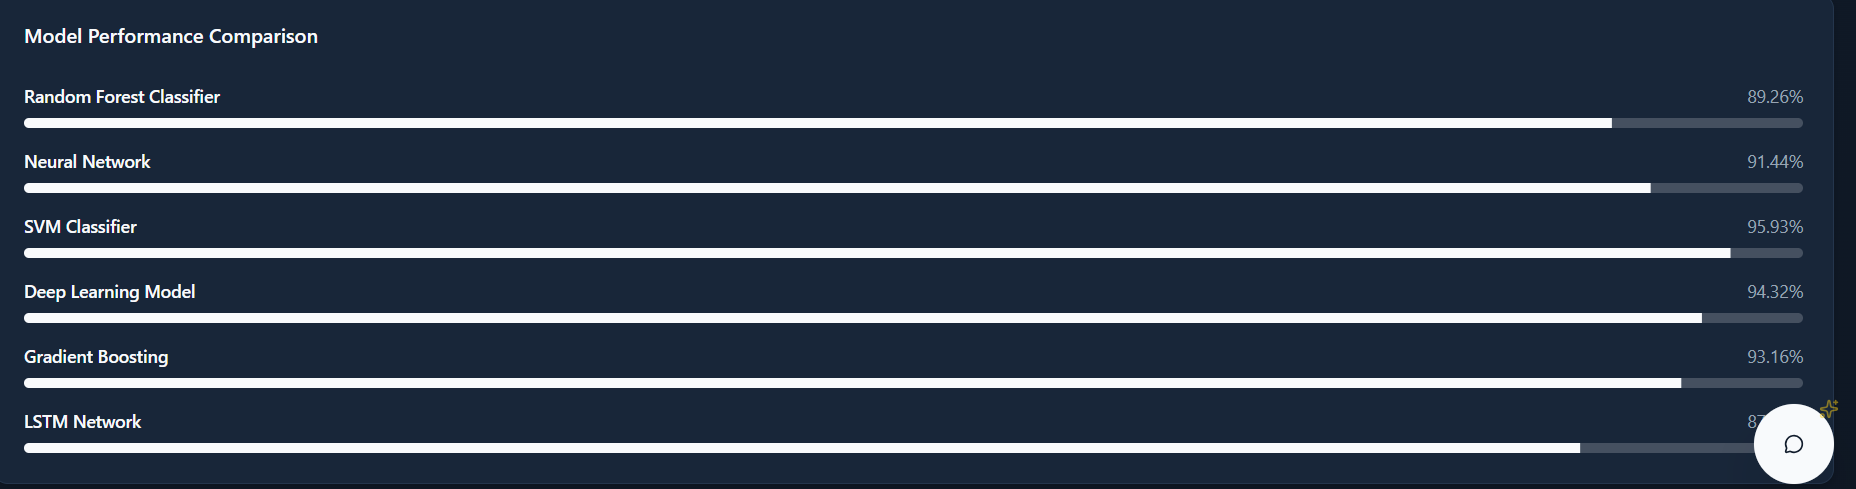 Model Performance Comparison
Random Forest Classifier 89.26%
Neural Network 91.44%
SVM Classifier 95.93%
Deep Learning Model 94.32%
Gradient Boosting 93.16%
LSTM Network